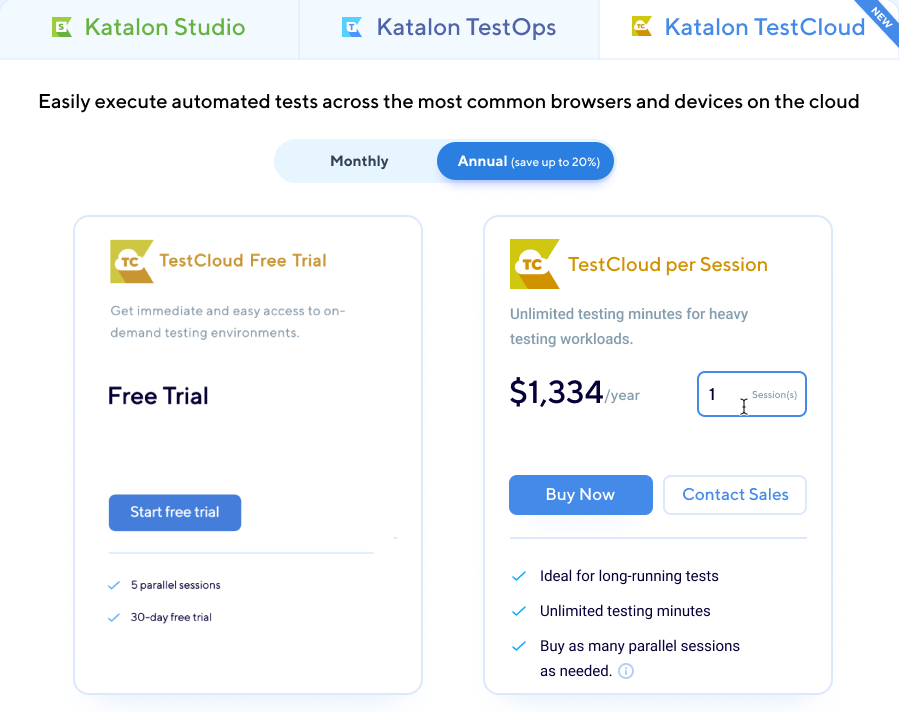 S Katalon Studio
T Katalon TestOps
TC Katalon TestCloud
NEW
Easily execute automated tests across the most common browsers and devices on the cloud
Monthly
Annual (save up to 20%)
TC TestCloud Free Trial
Get immediate and easy access to on-
demand testing environments.
Free Trial
Start free trial
5 parallel sessions
30-day free trial
TC TestCloud per Session
Unlimited testing minutes for heavy
testing workloads.
$1,334/year
1 Session(s)
Buy Now
Contact Sales
Ideal for long-running tests
Unlimited testing minutes
Buy as many parallel sessions
as needed. i